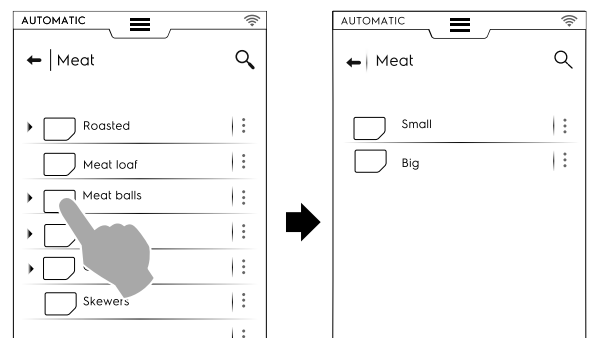 AUTOMATIC
Meat
Roasted
Meat loaf
Meat balls
Skewers
AUTOMATIC
Meat
Small
Big